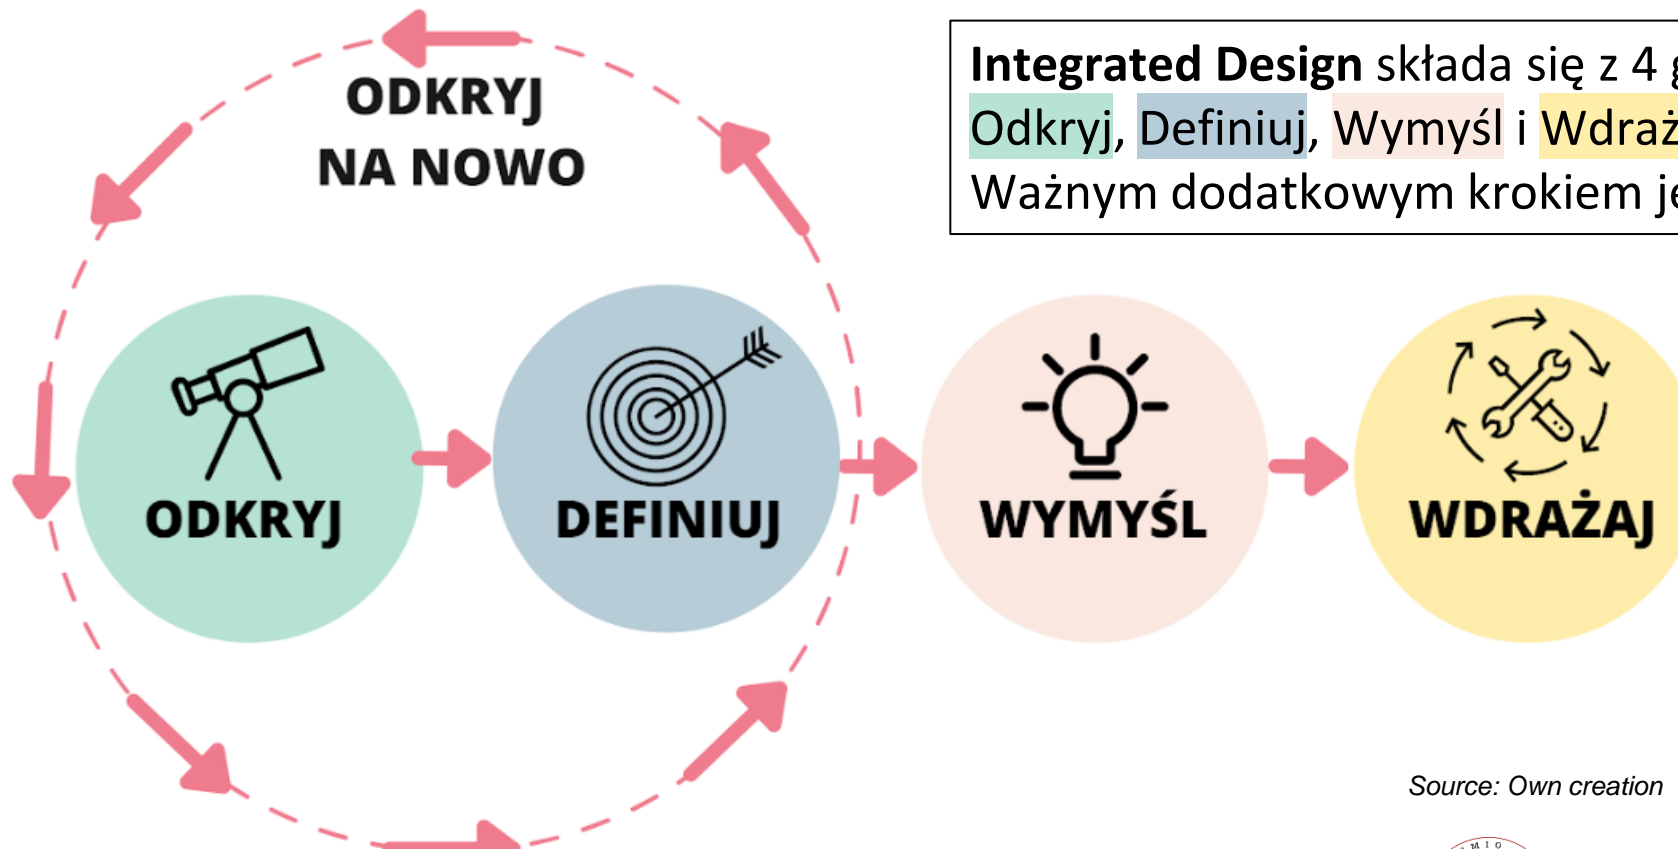 ODKRYJ
NA NOWO
Integrated Design składa się z 4
Odkryj, Definiuj, Wymyśl i Wdraż
Ważnym dodatkowym krokiem
ODKRYJ
DEFINIUJ
WYMYŚL
WDRAŻAJ
Source: Own creation